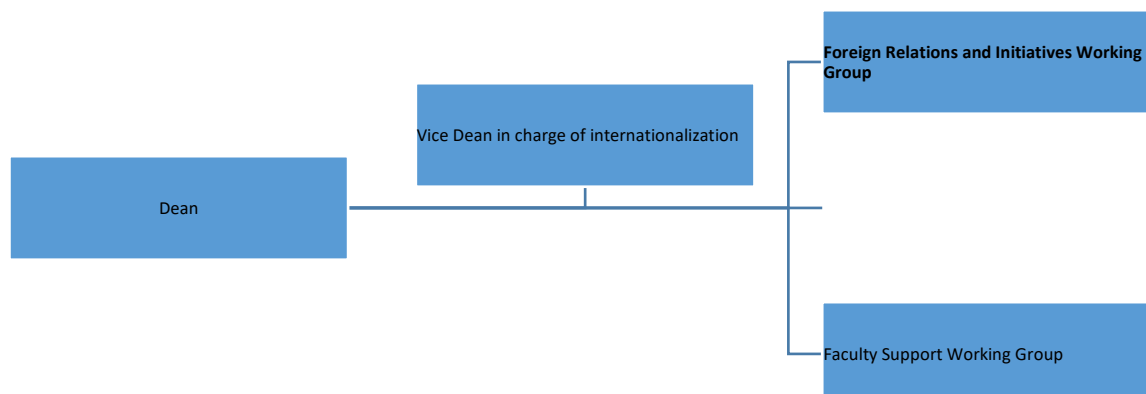 Foreign Relations and Initiatives Working
Group
Vice Dean in charge of internationalization
Dean
Faculty Support Working Group